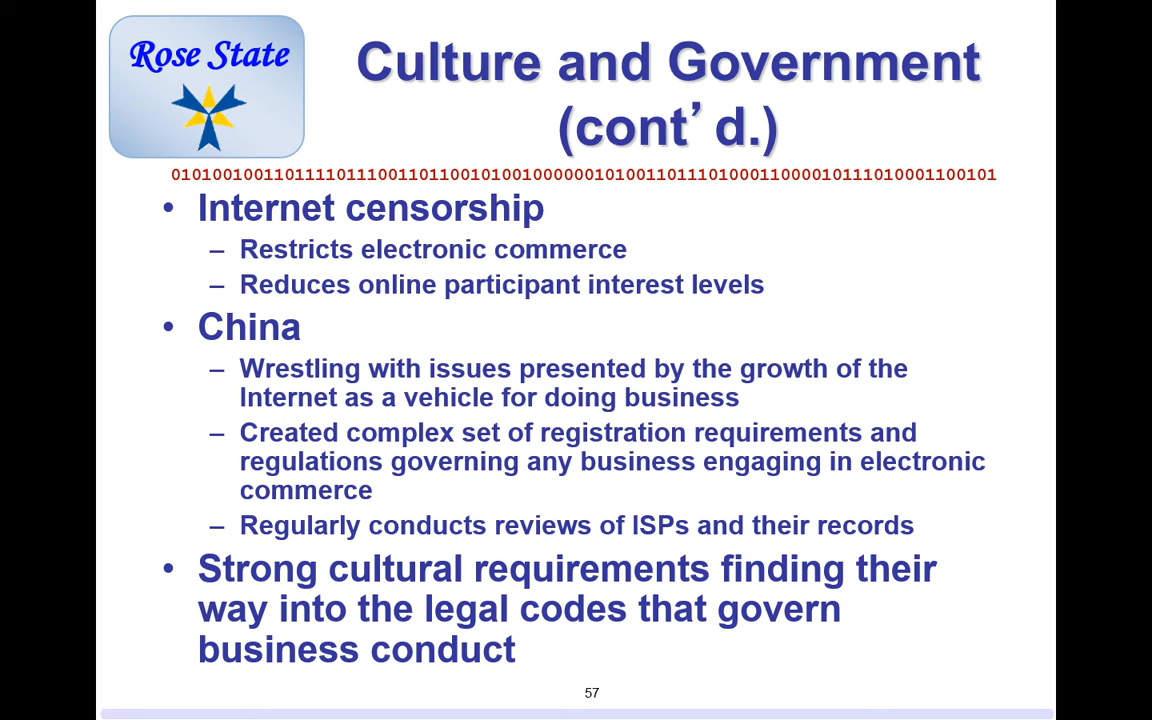 Rose State
Culture and Government
(cont’d.)
0101001001101111011100110110010100100000010100110111010001100001011101000110​0101
• Internet censorship
– Restricts electronic commerce
– Reduces online participant interest levels
• China
– Wrestling with issues presented by the growth of the
Internet as a vehicle for doing business
– Created complex set of registration requirements and
regulations governing any business engaging in electronic
commerce
– Regularly conducts reviews of ISPs and their records
• Strong cultural requirements finding their
way into the legal codes that govern
business conduct
57